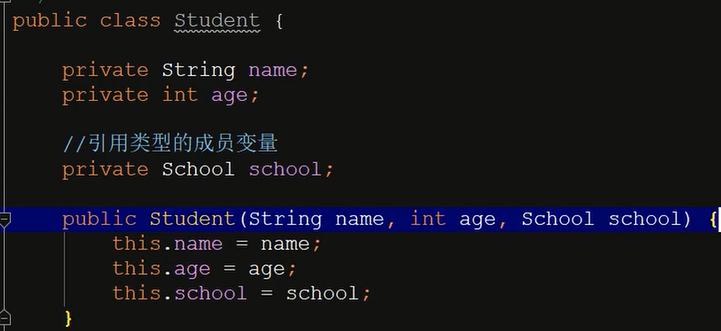 public class Student {
private String name;
private int age;
//引用类型的成员变量
private School school;
public Student(String name, int age, School school) {
this.name = name;
this.age = age;
this.school = school;
}